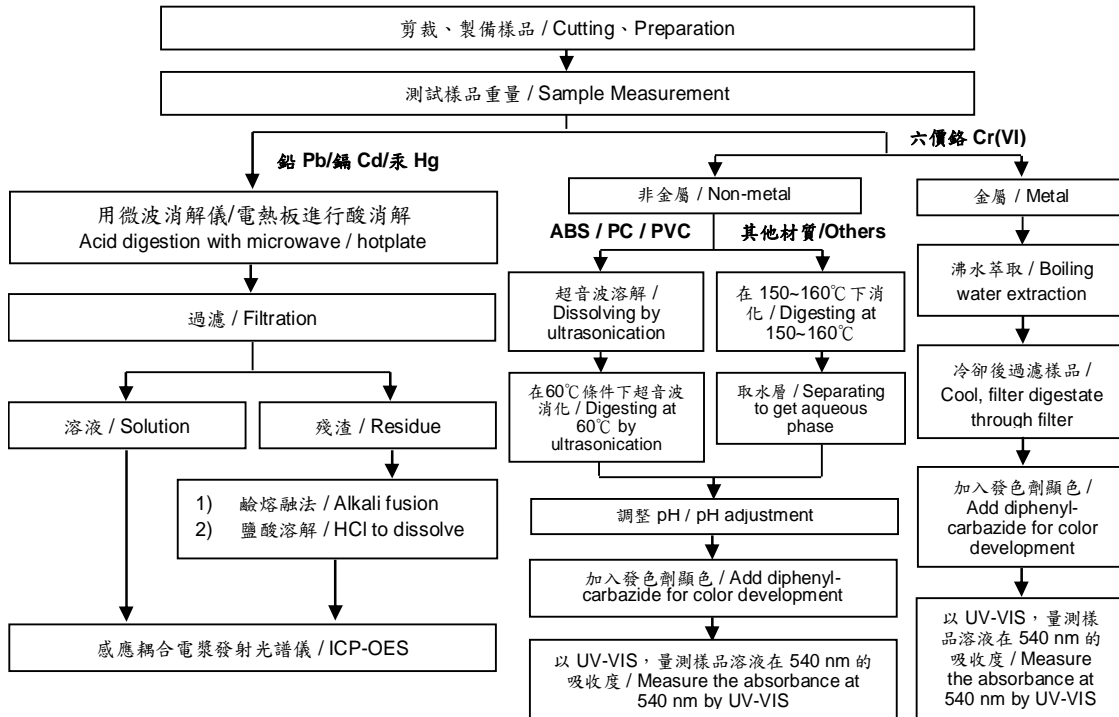 剪裁、製備樣品 / Cutting、Preparation
測試樣品重量 / Sample Measurement
鉛 Pb/鎘 Cd/汞 Hg
六價鉻 Cr(VI)
用微波消解儀/電熱板進行酸消解
Acid digestion with microwave / hotplate
過濾 / Filtration
溶液 / Solution
殘渣 / Residue
1) 鹼熔融法 / Alkali fusion
2) 鹽酸溶解 / HCl to dissolve
感應耦合電漿發射光譜儀 / ICP-OES
非金屬 / Non-metal
ABS / PC / PVC
其他材質/Others
超音波溶解 /
Dissolving by
ultrasonication
在60℃條件下超音波
消化 / Digesting at
60℃ by
ultrasonication
在 150~160℃下消
化 / Digesting at
150~160℃
取水層 / Separating
to get aqueous
phase
調整 pH / pH adjustment
加入發色劑顯色 / Add diphenyl-
carbazide for color development
以 UV-VIS，量測樣品溶液在 540 nm 的
吸收度 / Measure the absorbance at
540 nm by UV-VIS
金屬 / Metal
沸水萃取 / Boiling
water extraction
冷卻後過濾樣品 /
Cool, filter digestate
through filter
加入發色劑顯色 /
Add diphenyl-
carbazide for color
development
以 UV-VIS，量測樣
品溶液在 540 nm 的
吸收度 / Measure
the absorbance at
540 nm by UV-VIS